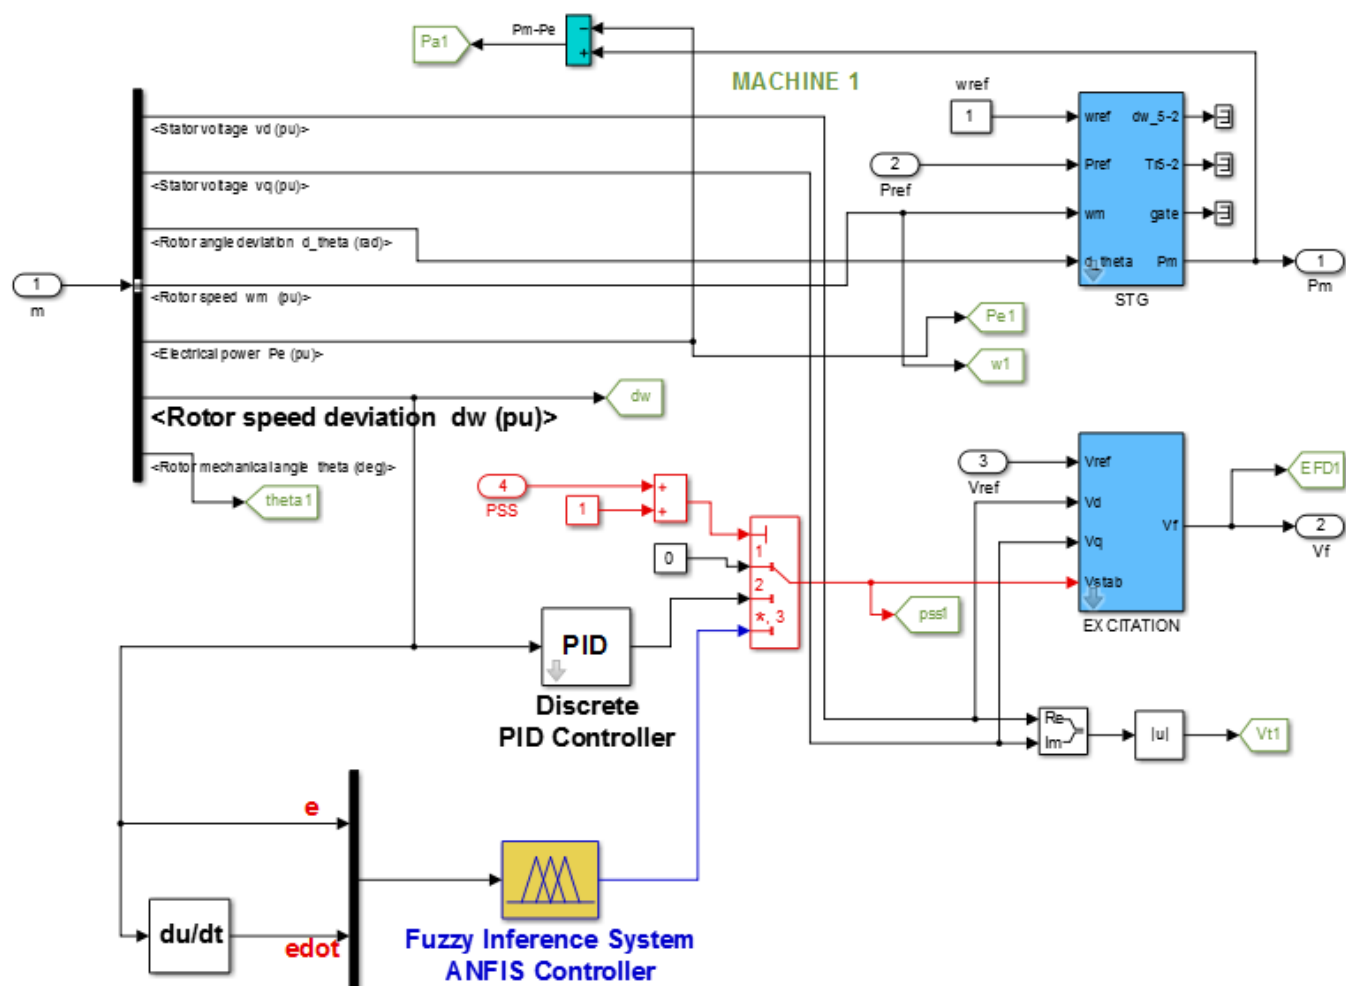 Pa1
Pm-Pe
−
+
MACHINE 1
wref
1
<Stator voltage vd (pu)>
wref
dw_5-2
2
Pref
<Stator voltage vq (pu)>
Pref
Tr5-2
wm
gate
<Rotor angle deviation d_theta (rad)>
d_theta
Pm
1
Pm
STG
1
m
<Rotor speed wm (pu)>
Pe1
<Electrical power Pe (pu)>
w1
dw
<Rotor speed deviation dw (pu)>
<Rotor mechanical angle theta (deg)>
theta1
3
Vref
Vref
EFD1
4
PSS
+
+
1
Vd
Vf
2
Vf
1
Vq
0
2
Vstab
*, 3
pss1
EXCITATION
PID
Discrete
PID Controller
Re
Im
|u|
Vt1
e
du/dt
edot
Fuzzy Inference System
ANFIS Controller